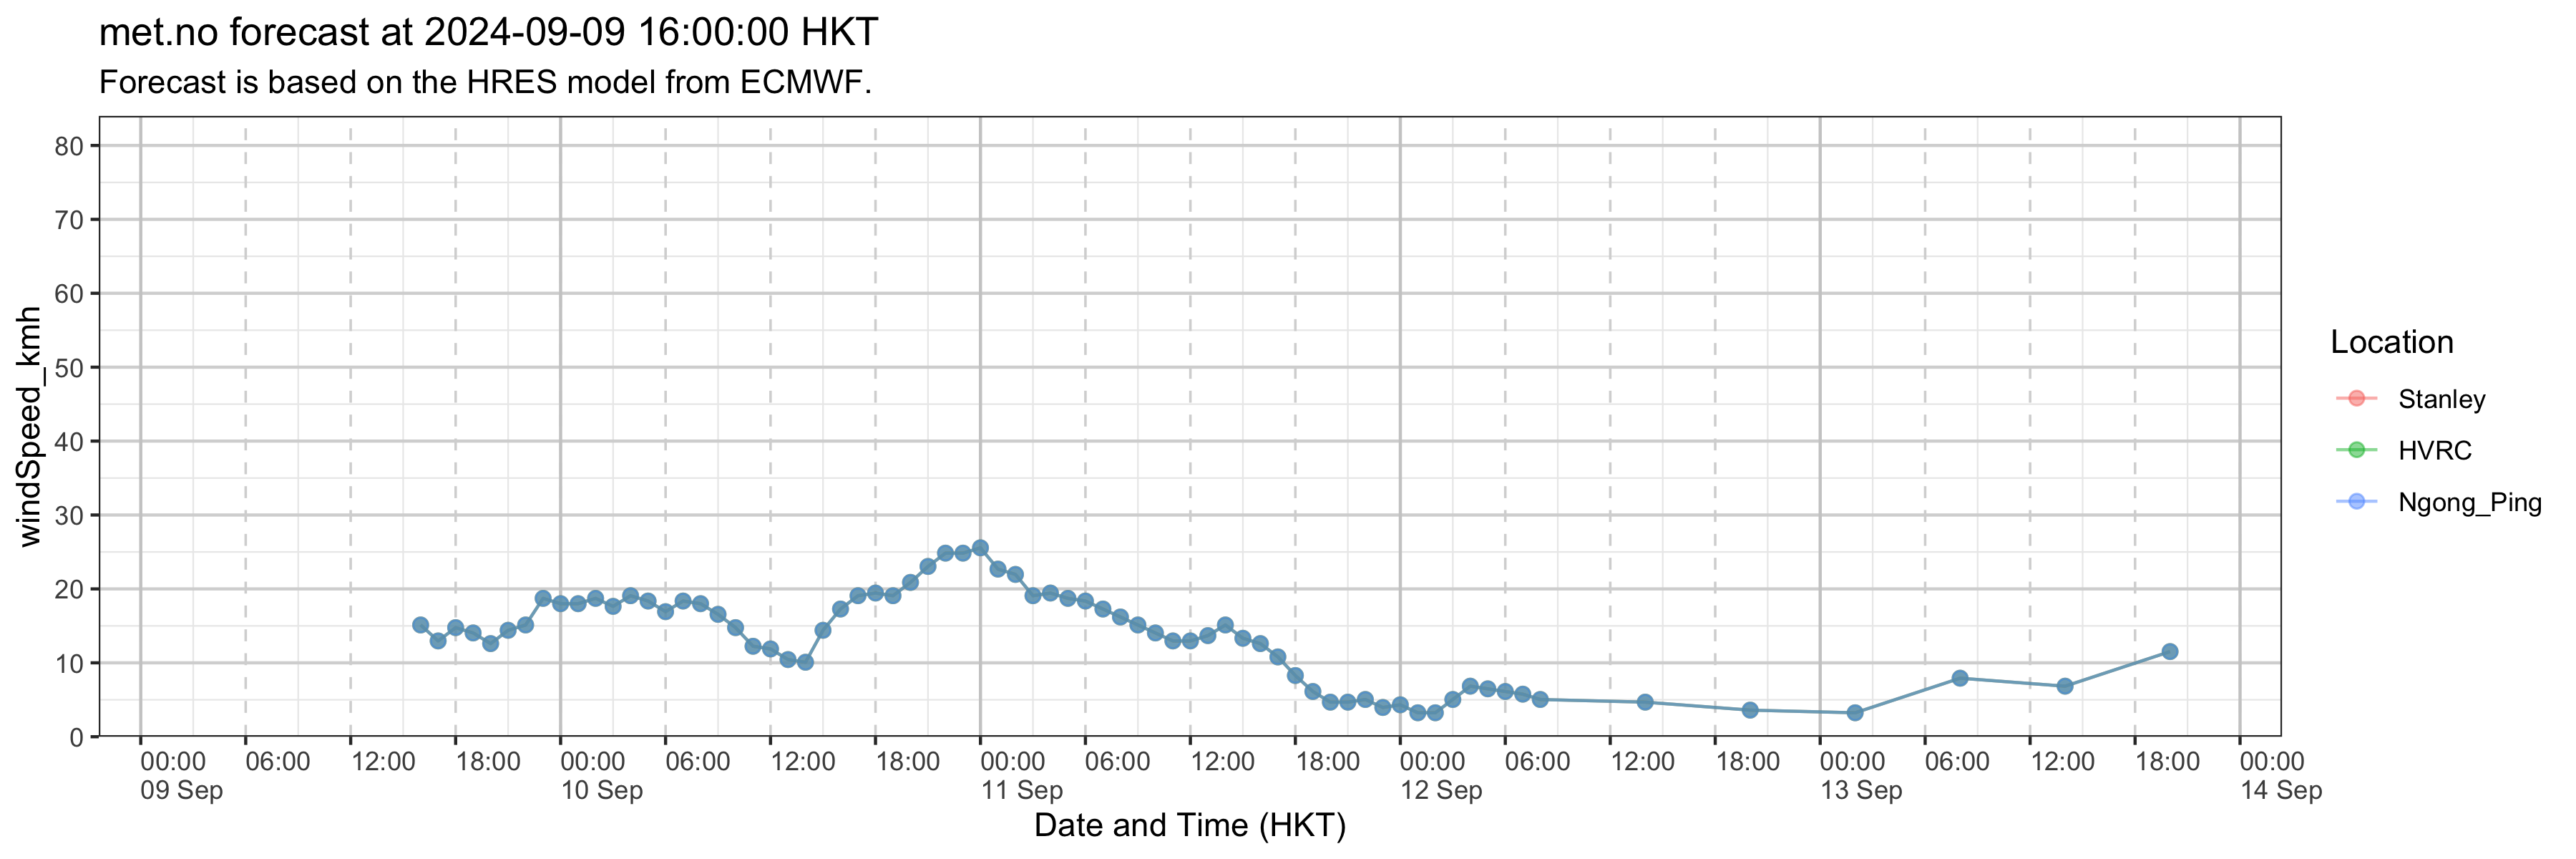 met.no forecast at 2024-09-09 16:00:00 HKT
Forecast is based on the HRES model from ECMWF.
windSpeed_kmh
80
70
60
50
40
30
20
10
0
00:00 06:00 12:00 18:00 00:00 06:00 12:00 18:00 00:00 06:00 12:00 18:00 00:00 06:00 12:00 18:00 00:00 06:00 12:00 18:00 00:00
09 Sep 10 Sep 11 Sep 12 Sep 13 Sep 14 Sep
Date and Time (HKT)
Location
Stanley
HVRC
Ngong_Ping